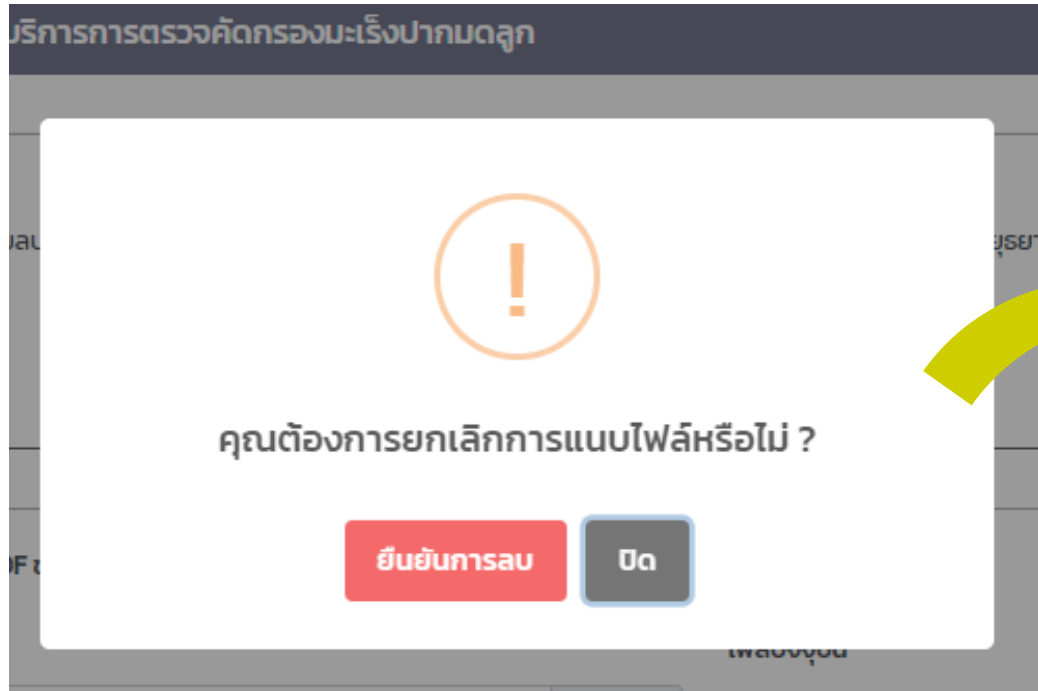 บริการการตรวจคัดกรองมะเร็งปากมดลูก
!
คุณต้องการยกเลิกการแนบไฟล์หรือไม่ ?
ยืนยันการลบ ปิด